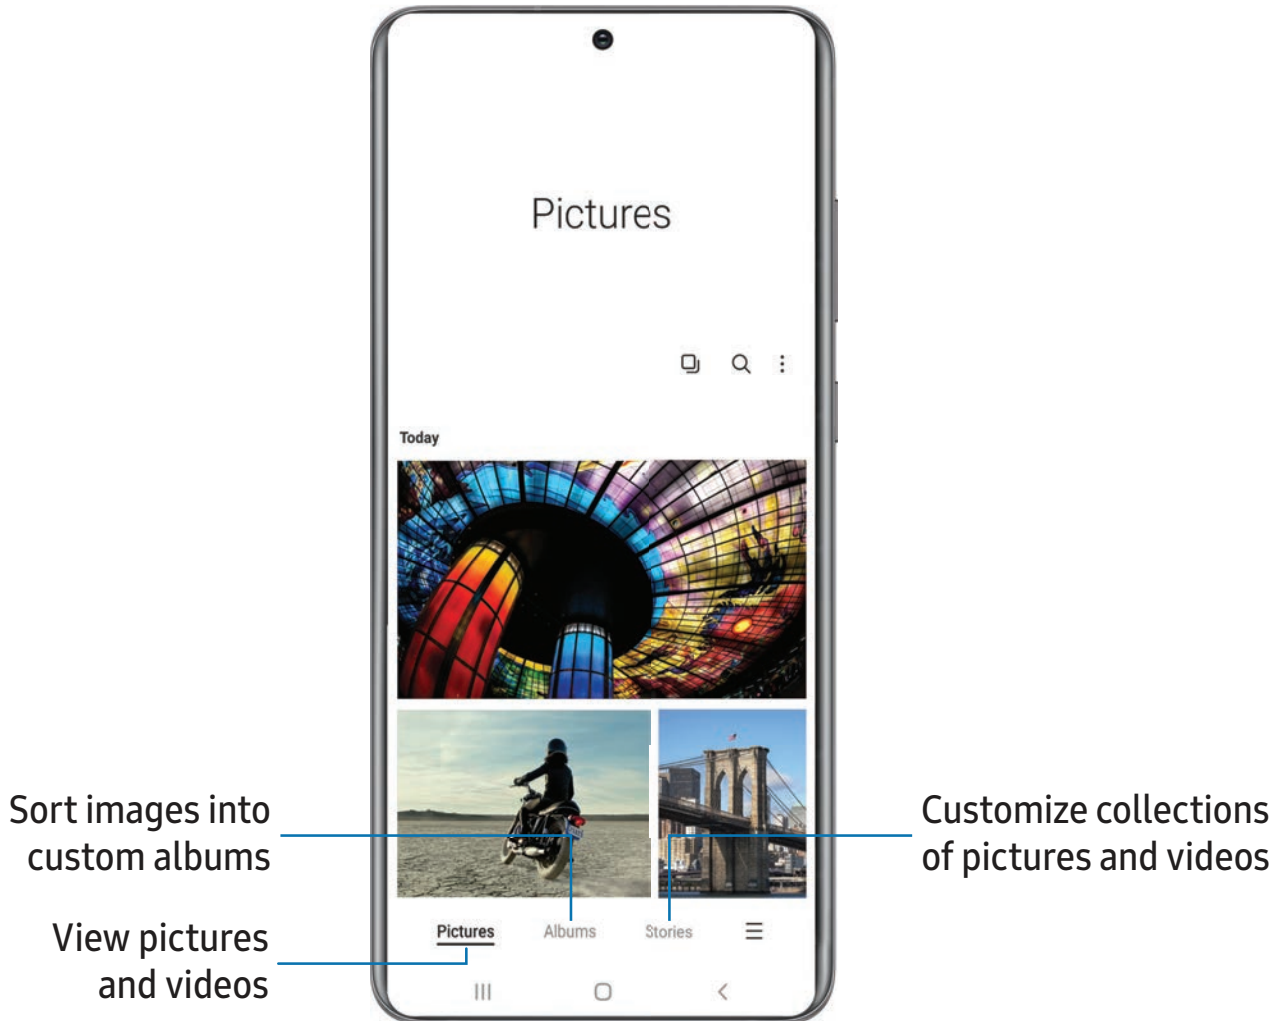 Pictures
Today
Sort images into
custom albums
Customize collections
of pictures and videos
View pictures
and videos
Pictures
Albums
Stories